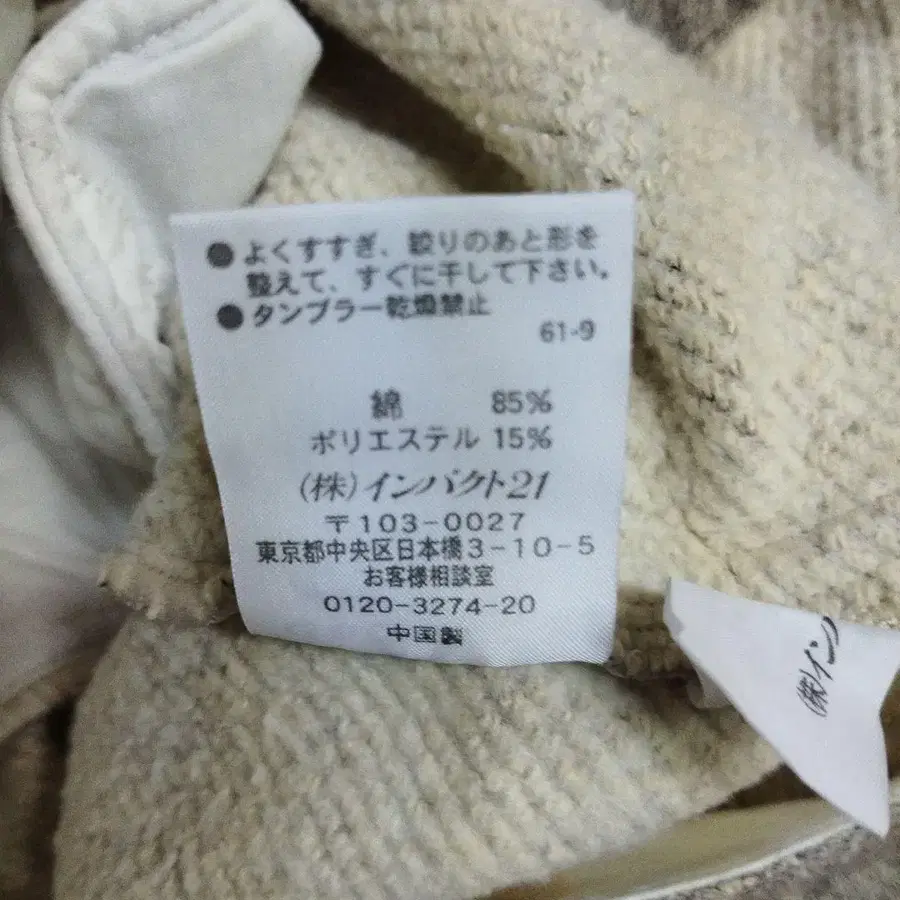 ●よくすすぎ、絞りのあと形を
整えて、すぐに干して下さい。
●タンブラー乾燥禁止
61-9
綿 85%
ポリエステル 15%
(株)インパクト21
〒103-0027
東京都中央区日本橋3-10-5
お客様相談室
0120-3274-20
中国製
(株)イン